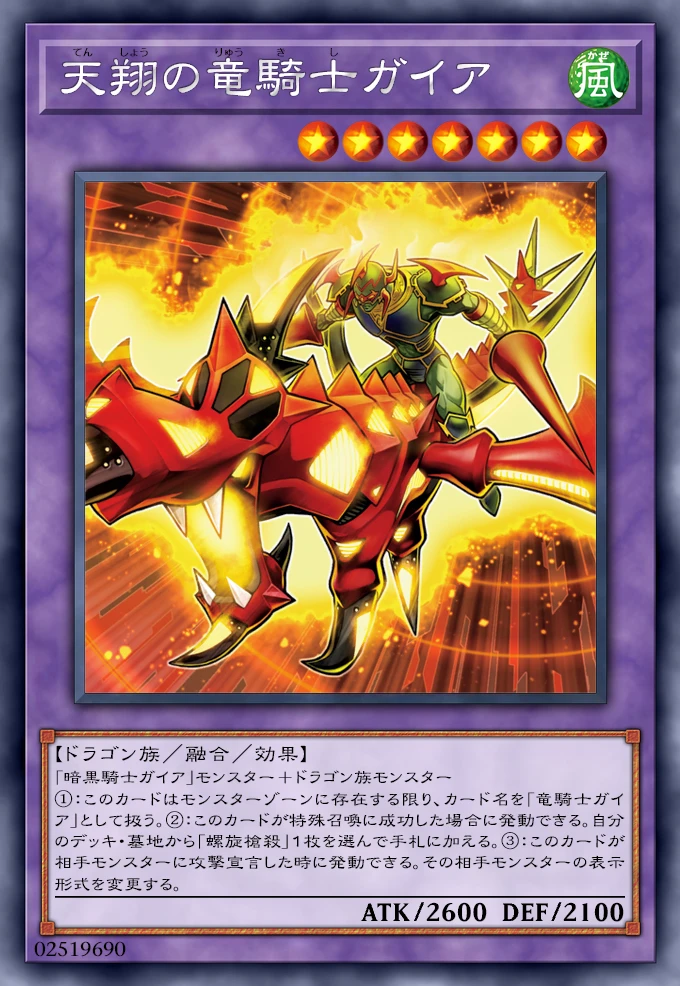 てんしょう りゅうきし
天翔の竜騎士ガイア
かぜ
風
【ドラゴン族／融合／効果】
「暗黒騎士ガイア」モンスター＋ドラゴン族モンスター
①：このカードはモンスターゾーンに存在する限り、カード名を「竜騎士ガイ
ア」として扱う。②：このカードが特殊召喚に成功した場合に発動できる。自分
のデッキ・墓地から「螺旋槍殺」１枚を選んで手札に加える。③：このカードが
相手モンスターに攻撃宣言した時に発動できる。その相手モンスターの表示
形式を変更する。
ATK/2600 DEF/2100
02519690